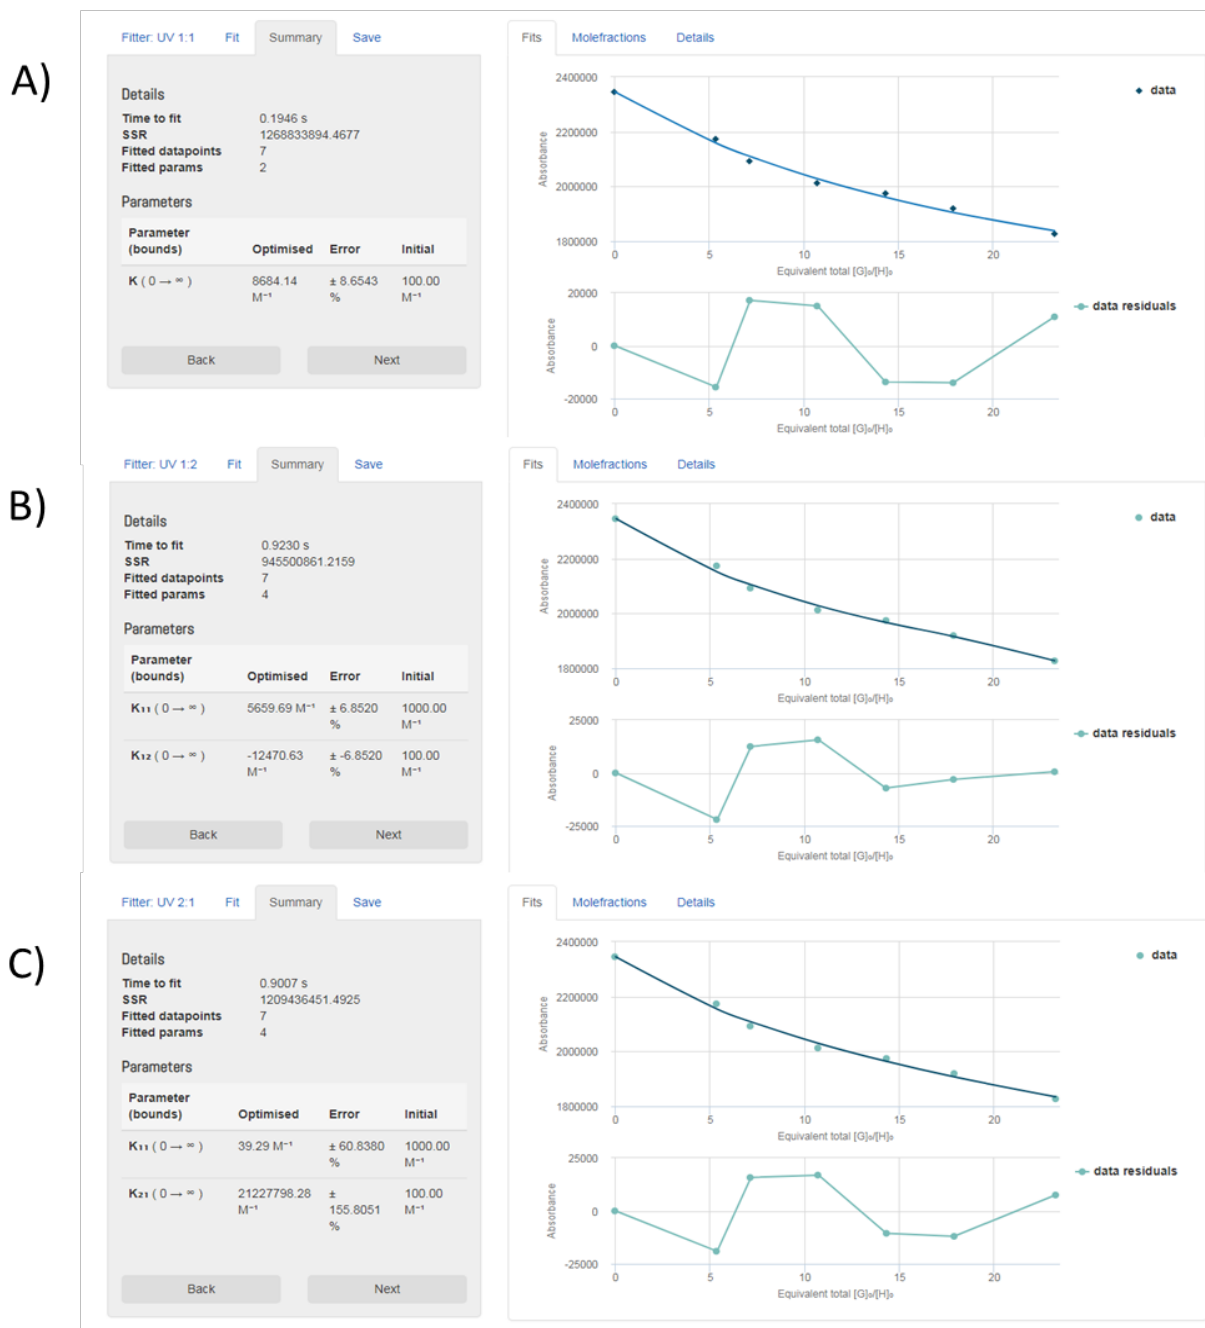 A)
Fitter: UV 1:1 Fit Summary Save
Details
Time to fit 0.1946 s
SSR 1268833894.4677
Fitted datapoints 7
Fitted params 2
Parameters
Parameter
(bounds) Optimised Error Initial
K ( 0 → ∞ ) 8684.14 ± 8.6543 100.00
M⁻¹ % M⁻¹
Back Next
Fits Molefractions Details
2400000
2200000
2000000
1800000
Absorbance
data
0 5 10 15 20
Equivalent total [G]₀/[H]₀
20000
0
-20000
Absorbance
data residuals
0 5 10 15 20
Equivalent total [G]₀/[H]₀
B)
Fitter: UV 1:2 Fit Summary Save
Details
Time to fit 0.9230 s
SSR 945500861.2159
Fitted datapoints 7
Fitted params 4
Parameters
Parameter
(bounds) Optimised Error Initial
K₁₁ ( 0 → ∞ ) 5659.69 M⁻¹ ± 6.8520 1000.00
% M⁻¹
K₁₂ ( 0 → ∞ ) -12470.63 ± -6.8520 100.00
M⁻¹ % M⁻¹
Back Next
Fits Molefractions Details
2400000
2200000
2000000
1800000
Absorbance
data
0 5 10 15 20
Equivalent total [G]₀/[H]₀
25000
0
-25000
Absorbance
data residuals
0 5 10 15 20
Equivalent total [G]₀/[H]₀
C)
Fitter: UV 2:1 Fit Summary Save
Details
Time to fit 0.9007 s
SSR 1209436451.4925
Fitted datapoints 7
Fitted params 4
Parameters
Parameter
(bounds) Optimised Error Initial
K₁₁ ( 0 → ∞ ) 39.29 M⁻¹ ± 60.8380 1000.00
% M⁻¹
K₂₁ ( 0 → ∞ ) 21227798.28 ± 100.00
M⁻¹ 155.8051 M⁻¹
%
Back Next
Fits Molefractions Details
2400000
2200000
2000000
1800000
Absorbance
data
0 5 10 15 20
Equivalent total [G]₀/[H]₀
25000
0
-25000
Absorbance
data residuals
0 5 10 15 20
Equivalent total [G]₀/[H]₀